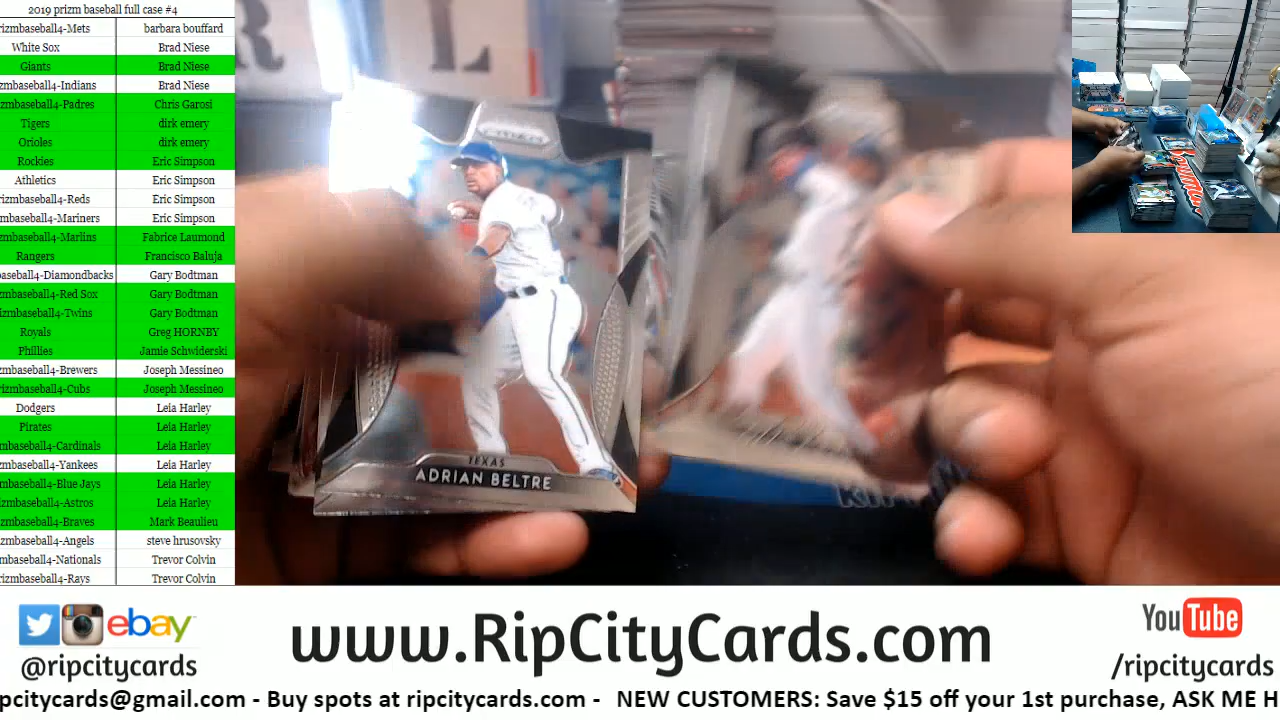 2019 prizm baseball full case #4
rizmbaseball4-Mets barbara bouffard
White Sox Brad Niese
Giants Brad Niese
zmbaseball4-Indians Brad Niese
zmbaseball4-Padres Chris Garosi
Tigers dirk emery
Orioles dirk emery
Rockies Eric Simpson
Athletics Eric Simpson
rizmbaseball4-Reds Eric Simpson
mbaseball4-Mariners Eric Simpson
zmbaseball4-Marlins Fabrice Laumond
Rangers Francisco Baluja
baseball4-Diamondbacks Gary Bodtman
zmbaseball4-Red Sox Gary Bodtman
izmbaseball4-Twins Gary Bodtman
Royals Greg HORNBY
Phillies Jamie Schwiderski
zmbaseball4-Brewers Joseph Messineo
izmbaseball4-Cubs Joseph Messineo
Dodgers Leia Harley
Pirates Leia Harley
mbaseball4-Cardinals Leia Harley
mbaseball4-Yankees Leia Harley
zmbaseball4-Blue Jays Leia Harley
zmbaseball4-Astros Leia Harley
zmbaseball4-Braves Mark Beaulieu
zmbaseball4-Angels steve hrusovsky
mbaseball4-Nationals Trevor Colvin
rizmbaseball4-Rays Trevor Colvin
R L
TEXAS
ADRIAN BELTRE
ebay
@ripcitycards
www.RipCityCards.com
YouTube
/ripcitycards
pcitycards@gmail.com - Buy spots at ripcitycards.com - NEW CUSTOMERS: Save $15 off your 1st purchase, ASK ME H